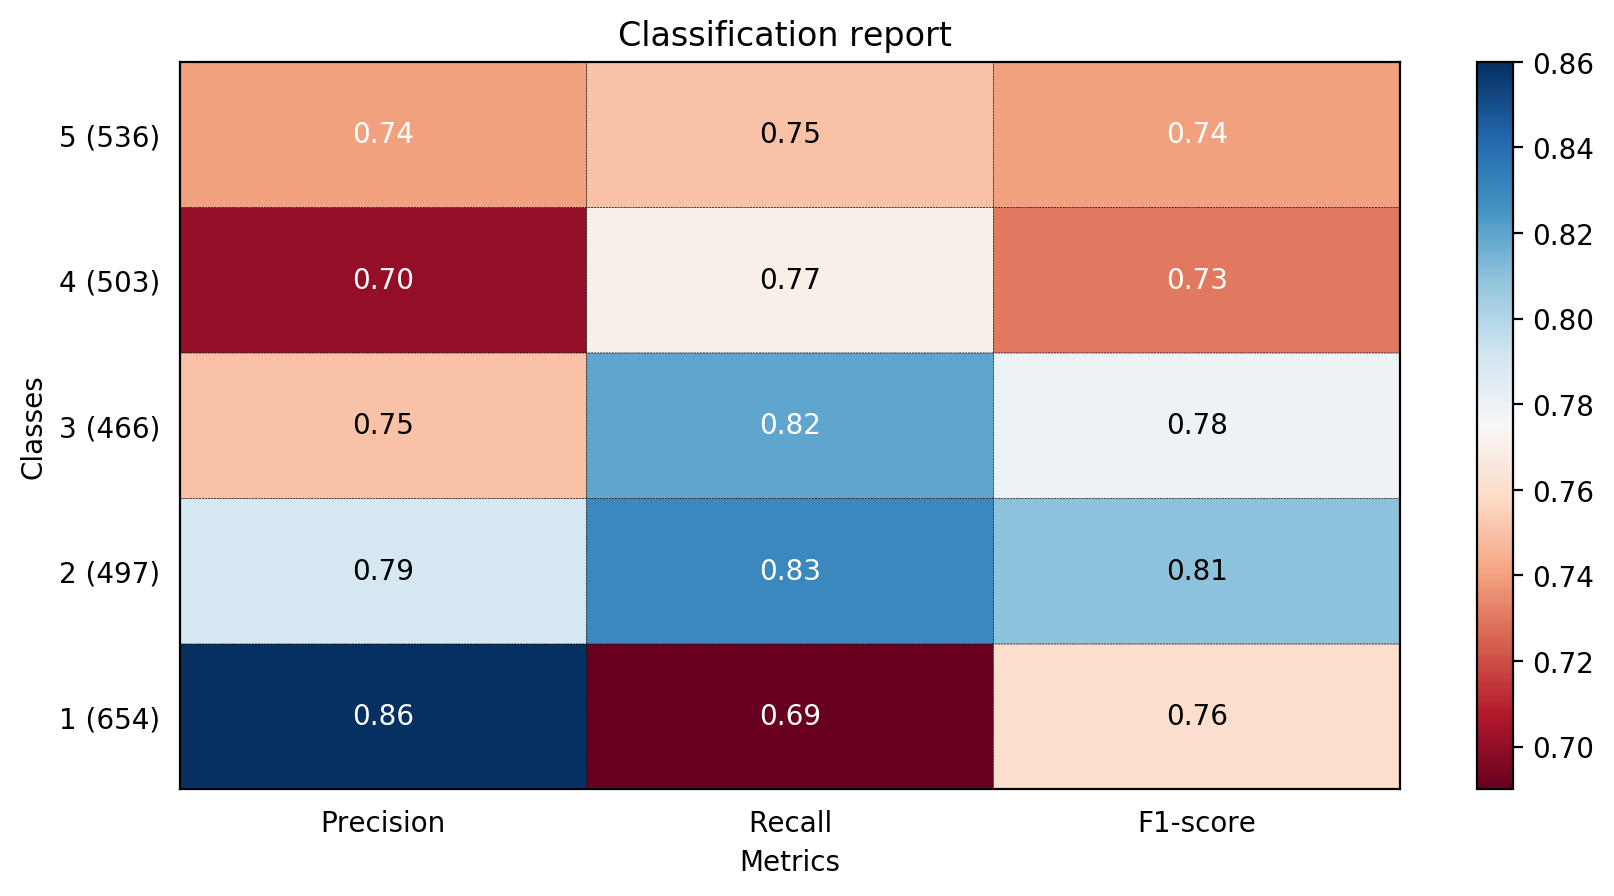 Classification report
5 (536) 0.74 0.75 0.74
4 (503) 0.70 0.77 0.73
3 (466) 0.75 0.82 0.78
2 (497) 0.79 0.83 0.81
1 (654) 0.86 0.69 0.76
Precision Recall F1-score
Metrics
Classes
0.86
0.84
0.82
0.80
0.78
0.76
0.74
0.72
0.70